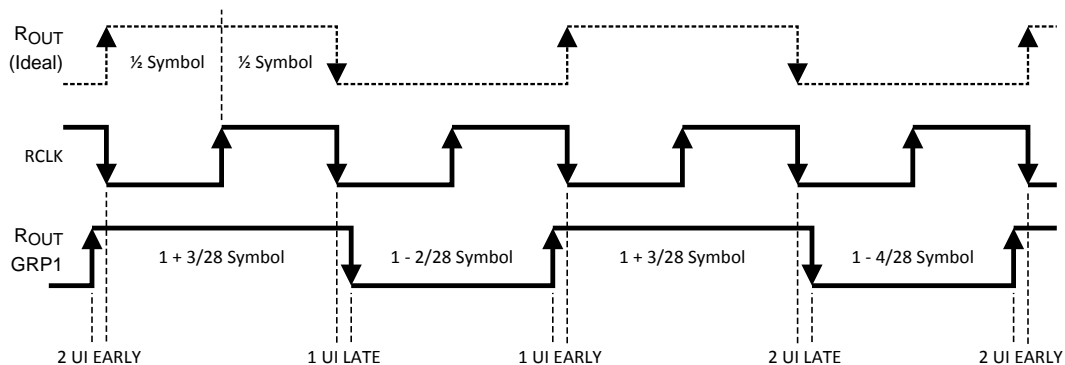 ROUT
(Ideal)
½ Symbol
½ Symbol
RCLK
ROUT
GRP1
1 + 3/28 Symbol
1 - 2/28 Symbol
1 + 3/28 Symbol
1 - 4/28 Symbol
2 UI EARLY
1 UI LATE
1 UI EARLY
2 UI LATE
2 UI EARLY